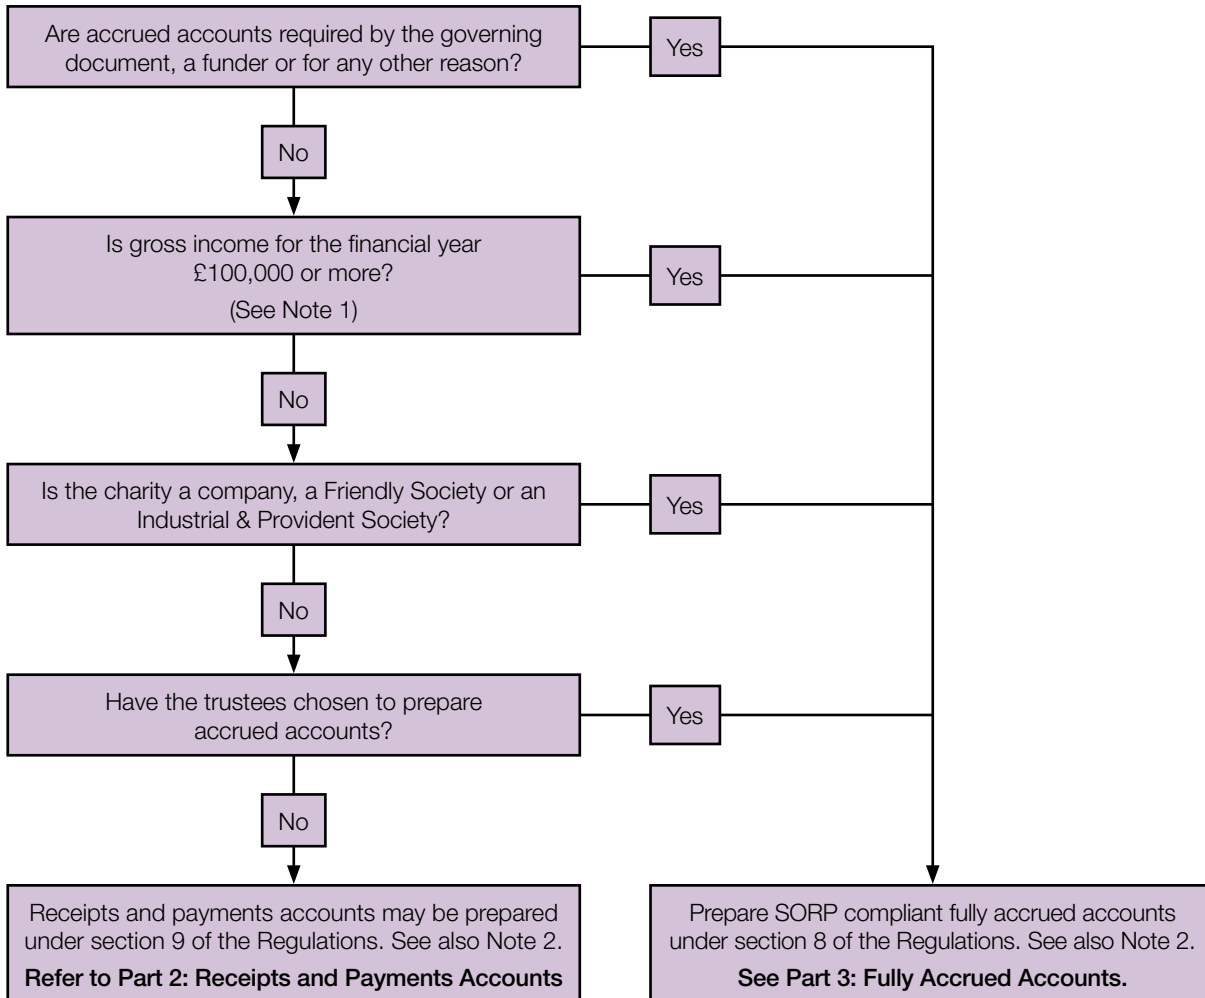 Are accrued accounts required by the governing
document, a funder or for any other reason?
Yes
No
Is gross income for the financial year
£100,000 or more?
(See Note 1)
Yes
No
Is the charity a company, a Friendly Society or an
Industrial & Provident Society?
Yes
No
Have the trustees chosen to prepare
accrued accounts?
Yes
No
Receipts and payments accounts may be prepared
under section 9 of the Regulations. See also Note 2.
Refer to Part 2: Receipts and Payments Accounts
Prepare SORP compliant fully accrued accounts
under section 8 of the Regulations. See also Note 2.
See Part 3: Fully Accrued Accounts.